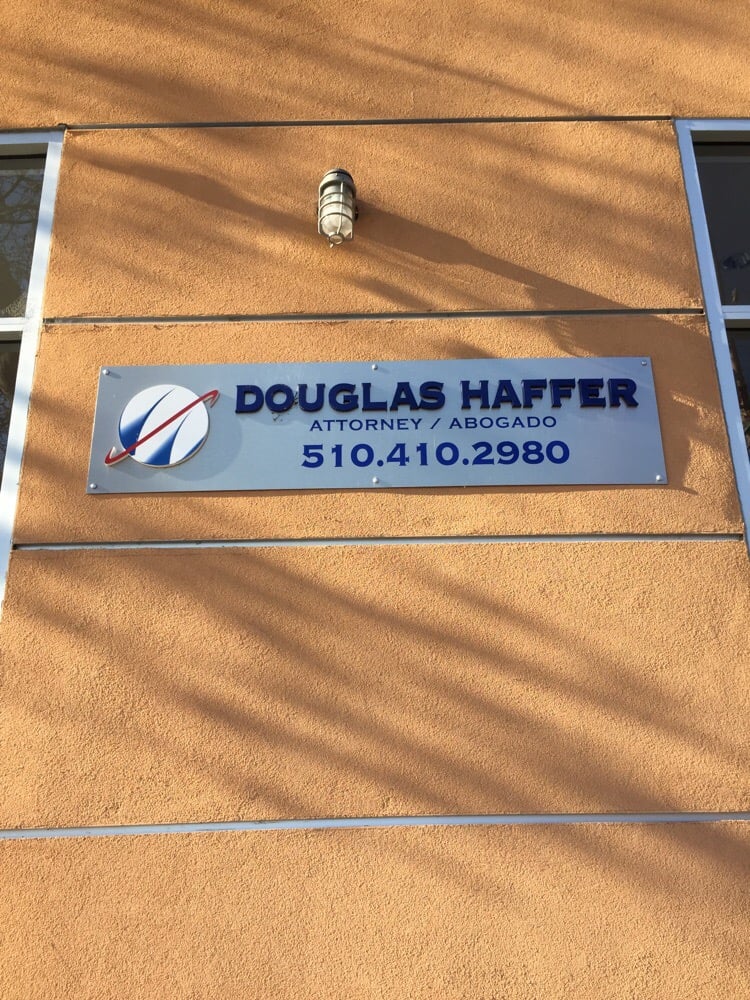 DOUGLAS HAFFER
ATTORNEY / ABOGADO
510.410.2980